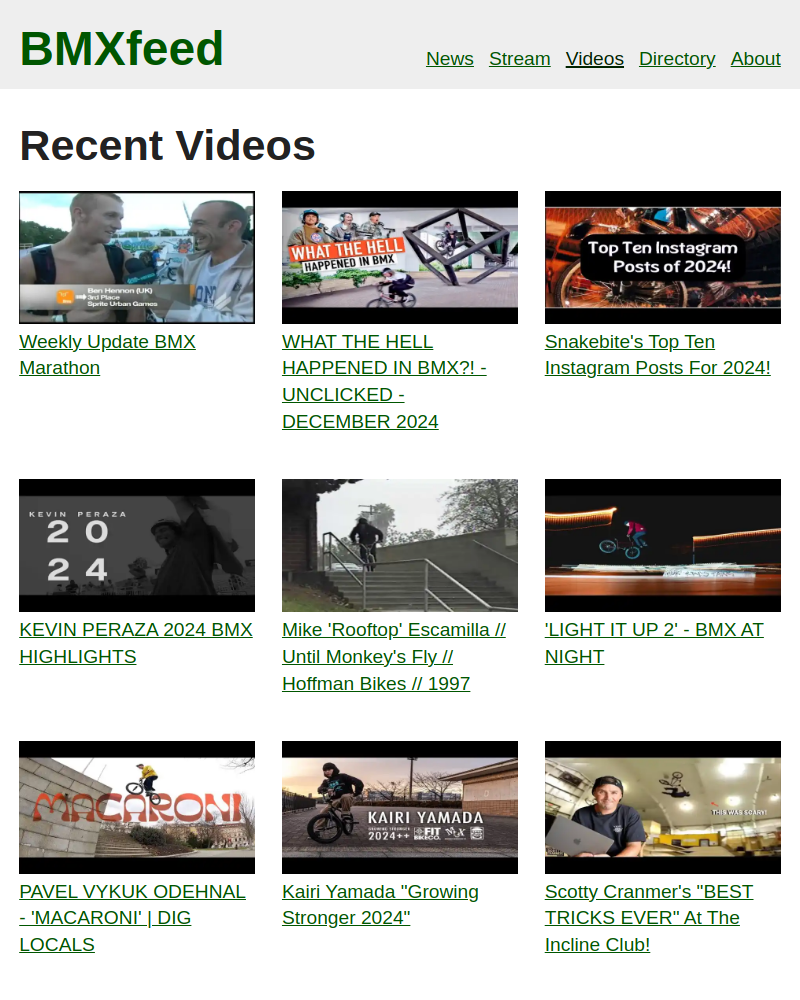 BMXfeed
News Stream Videos Directory About
Recent Videos
Ben Hennon (UK)
3rd Place
Sprite Urban Games
WHAT THE HELL
HAPPENED IN BMX?!
Top Ten Instagram
Posts of 2024!
Weekly Update BMX
Marathon
WHAT THE HELL
HAPPENED IN BMX?! -
UNCLICKED -
DECEMBER 2024
Snakebite's Top Ten
Instagram Posts For 2024!
KEVIN PERAZA
20
24
KEVIN PERAZA 2024 BMX
HIGHLIGHTS
Mike 'Rooftop' Escamilla //
Until Monkey's Fly //
Hoffman Bikes // 1997
'LIGHT IT UP 2' - BMX AT
NIGHT
MACARONI
KAIRI YAMADA
GROWING STRONGER
2024++
FIT
BIKECO.
THIS WAS SCARY!
PAVEL VYKUK ODEHNAL
- 'MACARONI' | DIG
LOCALS
Kairi Yamada "Growing
Stronger 2024"
Scotty Cranmer's "BEST
TRICKS EVER" At The
Incline Club!